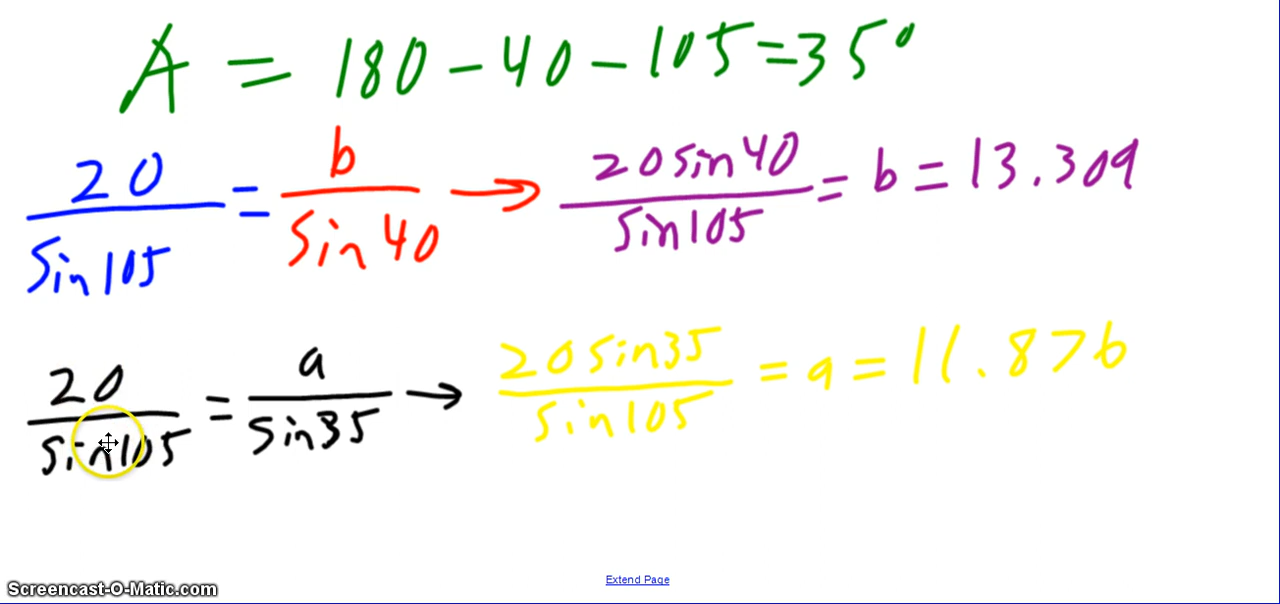 A = 180 - 40 - 105 = 35°
20/sin105 = b/sin40 → 20sin40/sin105 = b = 13.309
20/sin105 = a/sin35 → 20sin35/sin105 = a = 11.876
Extend Page
Screencast-O-Matic.com